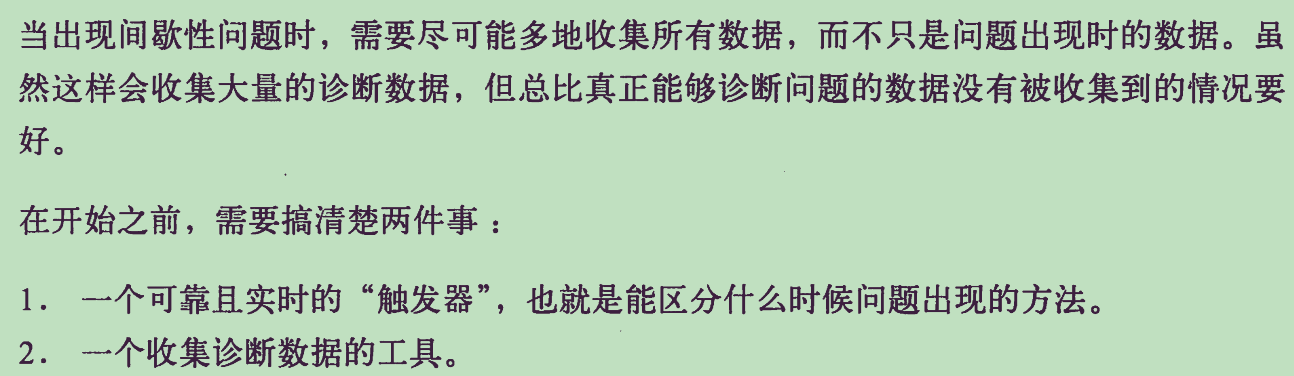 当出现间歇性问题时，需要尽可能多地收集所有数据，而不只是问题出现时的数据。虽
然这样会收集大量的诊断数据，但总比真正能够诊断问题的数据没有被收集到的情况要
好。
在开始之前，需要搞清楚两件事：
1. 一个可靠且实时的“触发器”，也就是能区分什么时候问题出现的方法。
2. 一个收集诊断数据的工具。